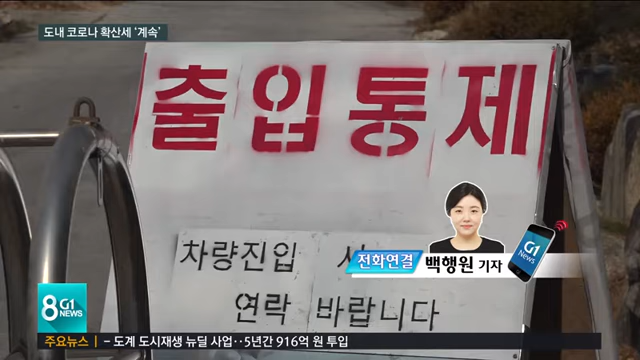 도내 코로나 확산세 '계속'
출입통제
차량진입
연락 바랍니다
전화연결 백행원 기자
G1 News
8 G1 NEWS
주요뉴스 - 도계 도시재생 뉴딜 사업··5년간 916억 원 투입